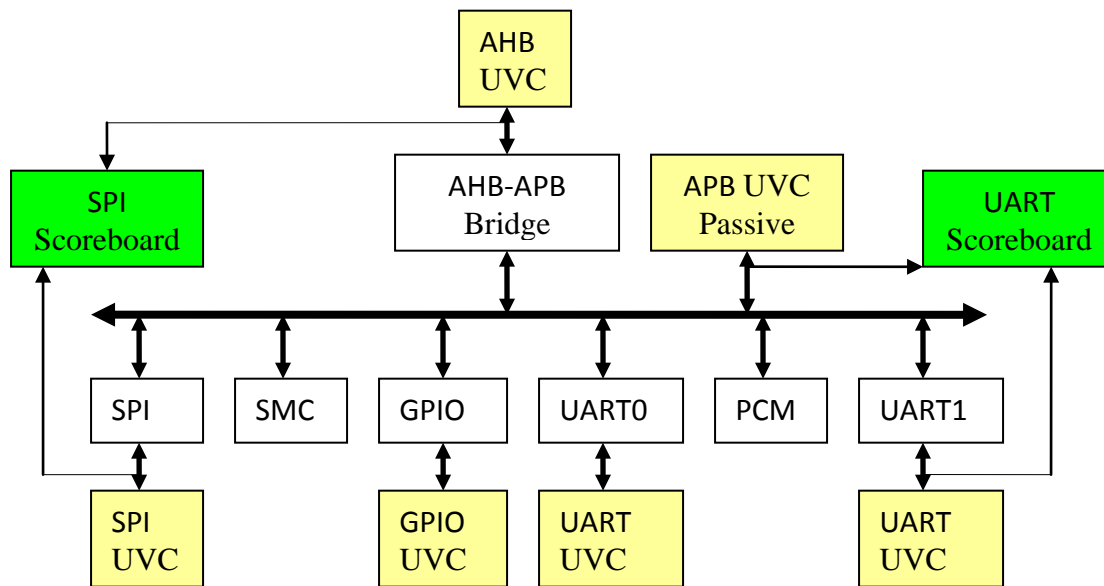 AHB
UVC
AHB-APB
Bridge
APB UVC
Passive
SPI
Scoreboard
UART
Scoreboard
SPI
SMC
GPIO
UART0
PCM
UART1
SPI
UVC
GPIO
UVC
UART
UVC
UART
UVC